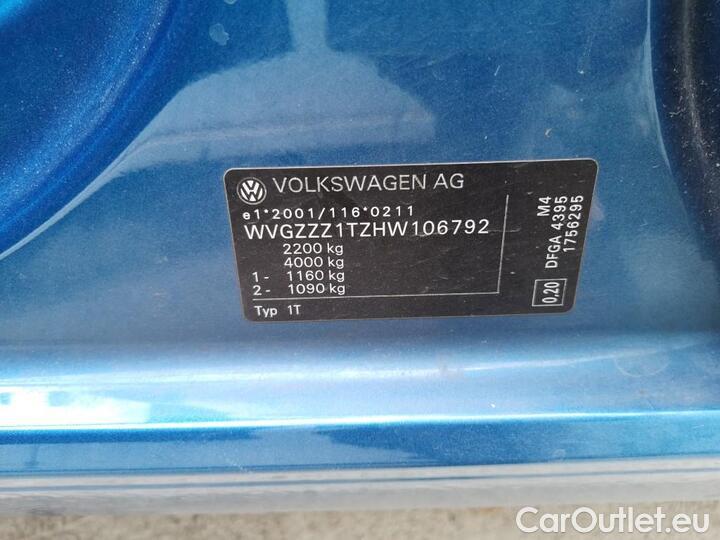 VOLKSWAGEN AG
e1*2001/116*0211
WVGZZZ1TZHW106792
2200 kg
4000 kg
1- 1160 kg
2- 1090 kg
Typ 1T
M4
DFGA 4395
1756295
0.20
CarOutlet.eu